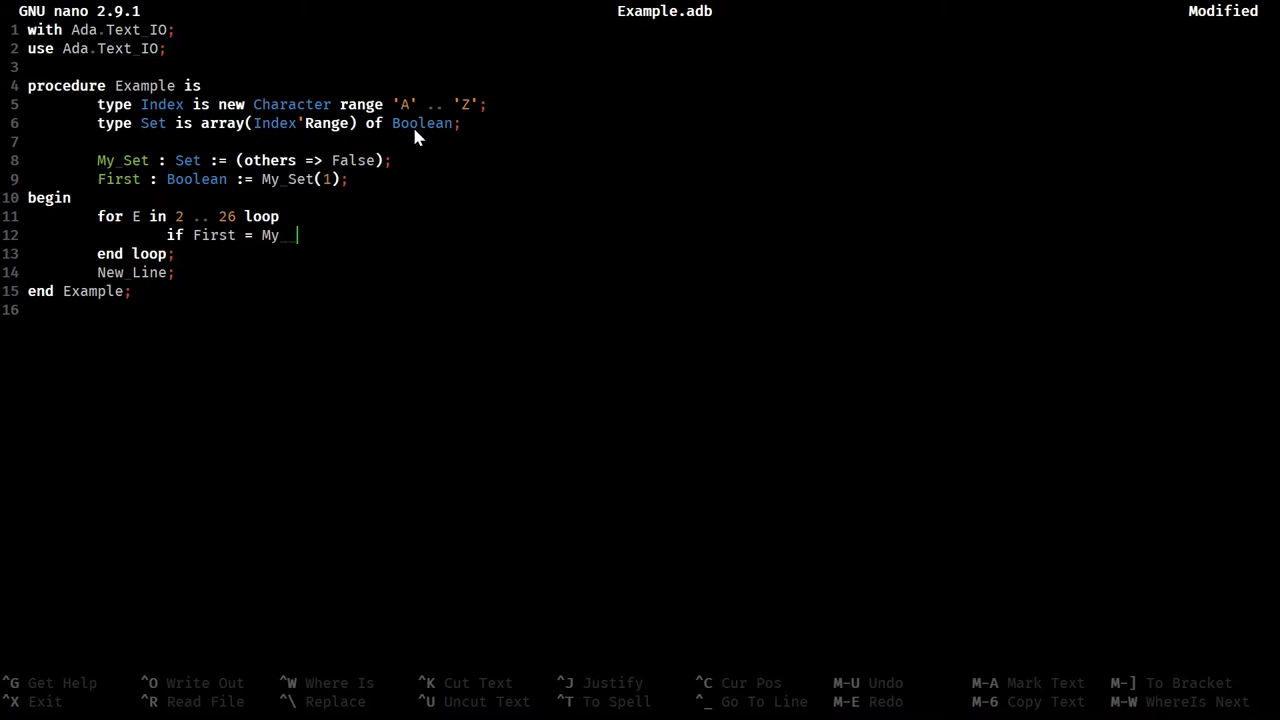 GNU nano 2.9.1 Example.adb Modified
1 with Ada.Text_IO;
2 use Ada.Text_IO;
3
4 procedure Example is
5 type Index is new Character range 'A' .. 'Z';
6 type Set is array(Index'Range) of Boolean;
7
8 My_Set : Set := (others => False);
9 First : Boolean := My_Set(1);
10 begin
11 for E in 2 .. 26 loop
12 if First = My_
13 end loop;
14 New_Line;
15 end Example;
16
^G Get Help ^O Write Out ^W Where Is ^K Cut Text ^J Justify ^C Cur Pos M-U Undo M-A Mark Text M-] To Bracket
^X Exit ^R Read File ^\ Replace ^U Uncut Text ^T To Spell ^_ Go To Line M-E Redo M-6 Copy Text M-W WhereIs Next